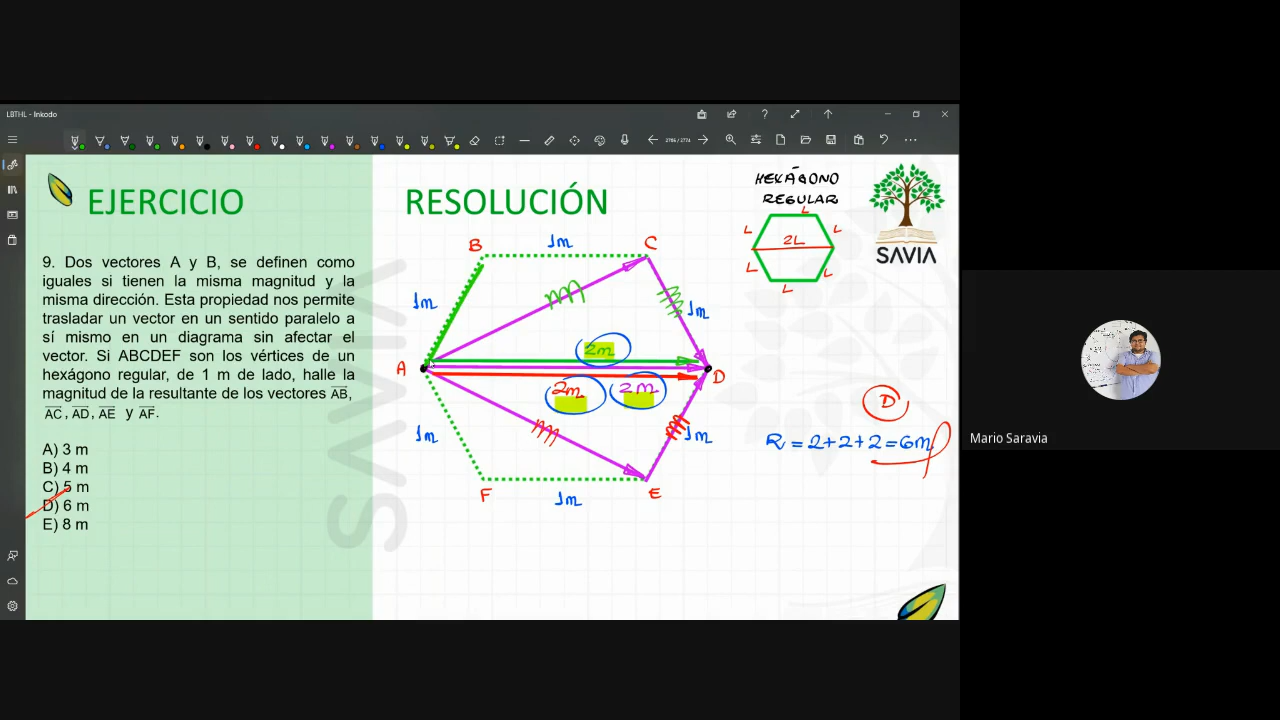 LBTHL - Inkodo
2766 / 2774
EJERCICIO
9. Dos vectores A y B, se definen como
iguales si tienen la misma magnitud y la
misma dirección. Esta propiedad nos permite
trasladar un vector en un sentido paralelo a
sí mismo en un diagrama sin afectar el
vector. Si ABCDEF son los vértices de un
hexágono regular, de 1 m de lado, halle la
magnitud de la resultante de los vectores AB,
AC, AD, AE y AF.
A) 3 m
B) 4 m
C) 5 m
D) 6 m
E) 8 m
RESOLUCIÓN
HEXÁGONO
REGULAR
L
L
L
2L
L
L
L
SAVIA
B
1m
C
1m
1m
2m
A
D
2m
2m
1m
1m
F
1m
E
D
R = 2+2+2 = 6m
SAVIA
Mario Saravia